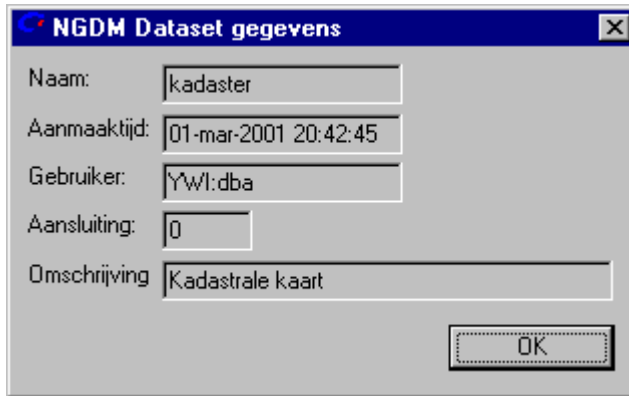 NGDM Dataset gegevens
Naam: kadaster
Aanmaaktijd: 01-mar-2001 20:42:45
Gebruiker: YWI:dba
Aansluiting: 0
Omschrijving Kadastrale kaart
OK